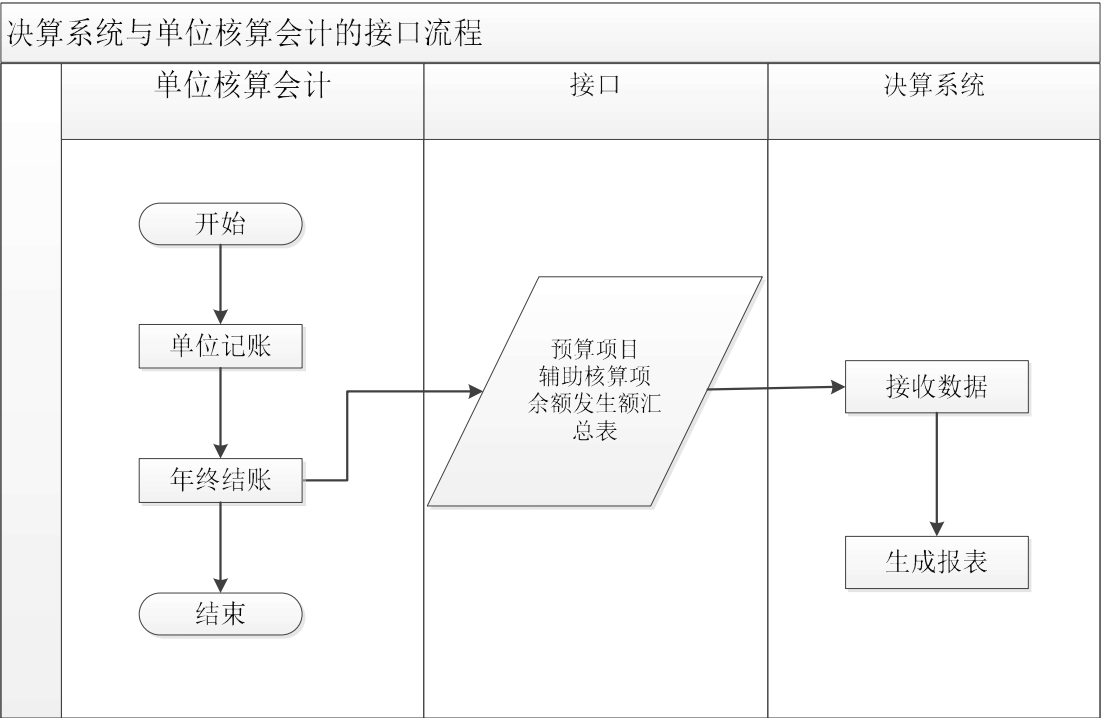 决算系统与单位核算会计的接口流程
单位核算会计
接口
决算系统
开始
单位记账
年终结账
结束
预算项目
辅助核算项
余额发生额汇
总表
接收数据
生成报表